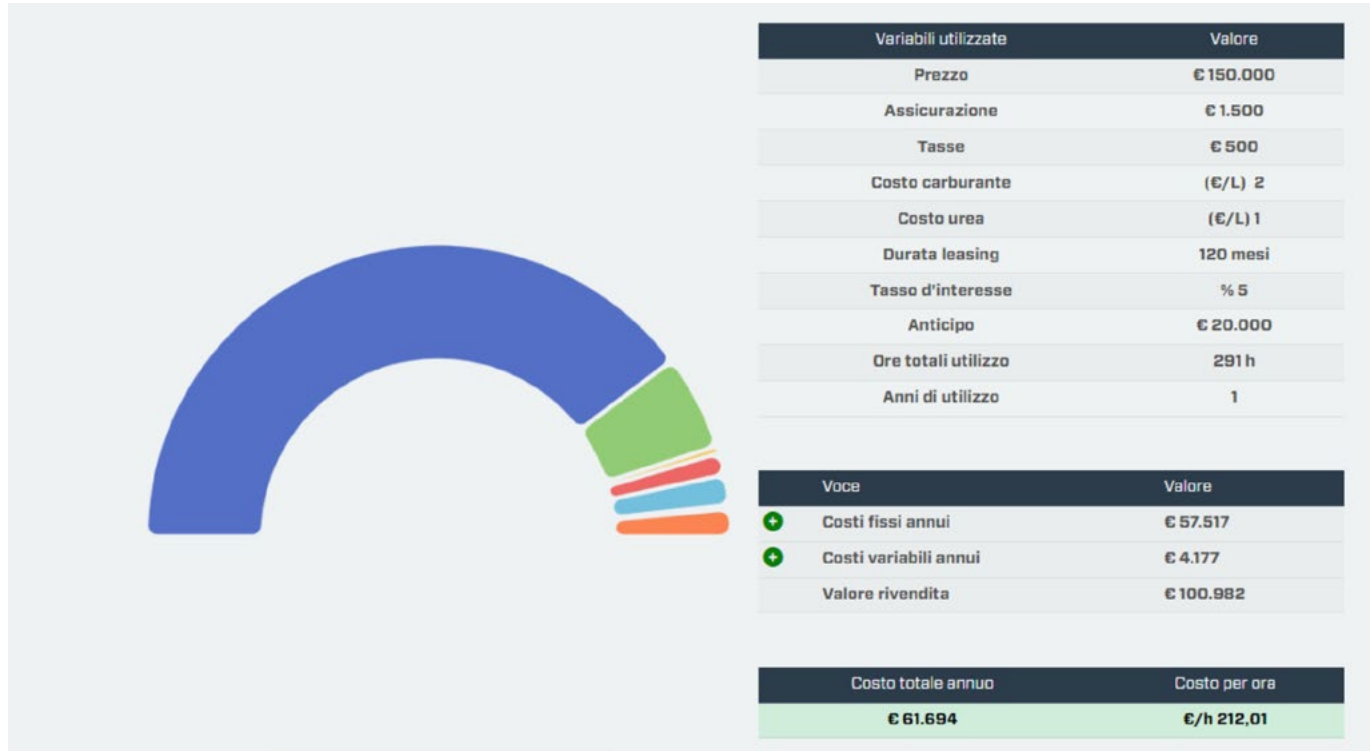 Variabili utilizzate Valore
Prezzo € 150.000
Assicurazione € 1.500
Tasse € 500
Costo carburante (€/L) 2
Costo urea (€/L) 1
Durata leasing 120 mesi
Tasso d'interesse % 5
Anticipo € 20.000
Ore totali utilizzo 291 h
Anni di utilizzo 1
Voce Valore
Costi fissi annui € 57.517
Costi variabili annui € 4.177
Valore rivendita € 100.982
Costo totale annuo Costo per ora
€ 61.694 €/h 212,01